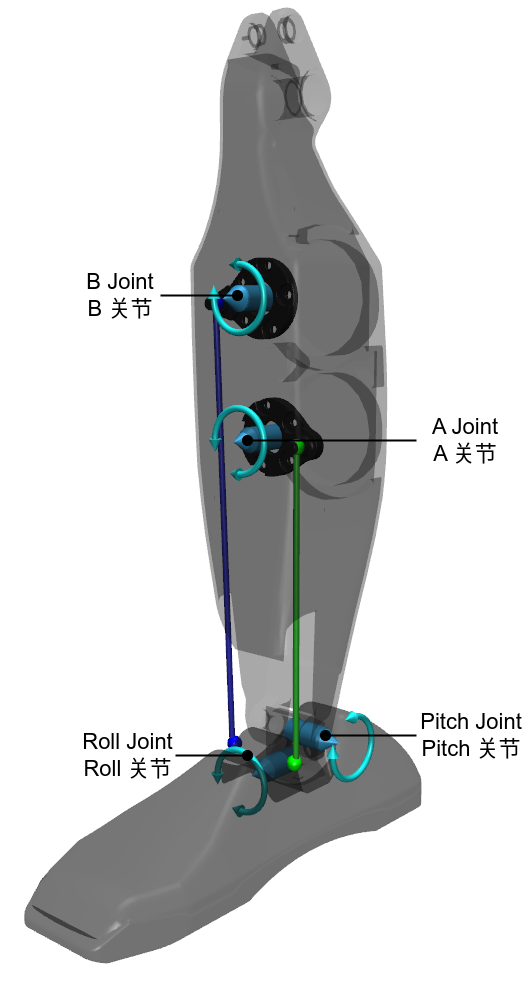 B Joint
B 关节
A Joint
A 关节
Pitch Joint
Pitch 关节
Roll Joint
Roll 关节